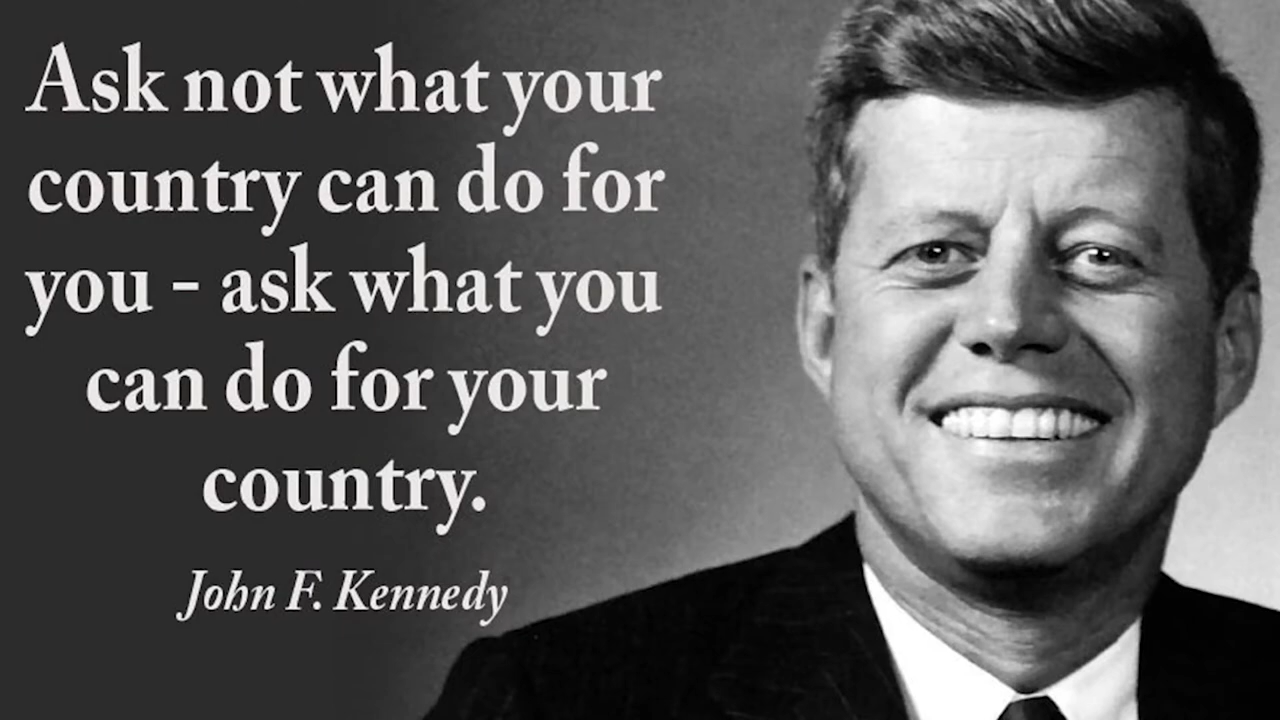 Ask not what your
country can do for
you - ask what you
can do for your
country.
John F. Kennedy